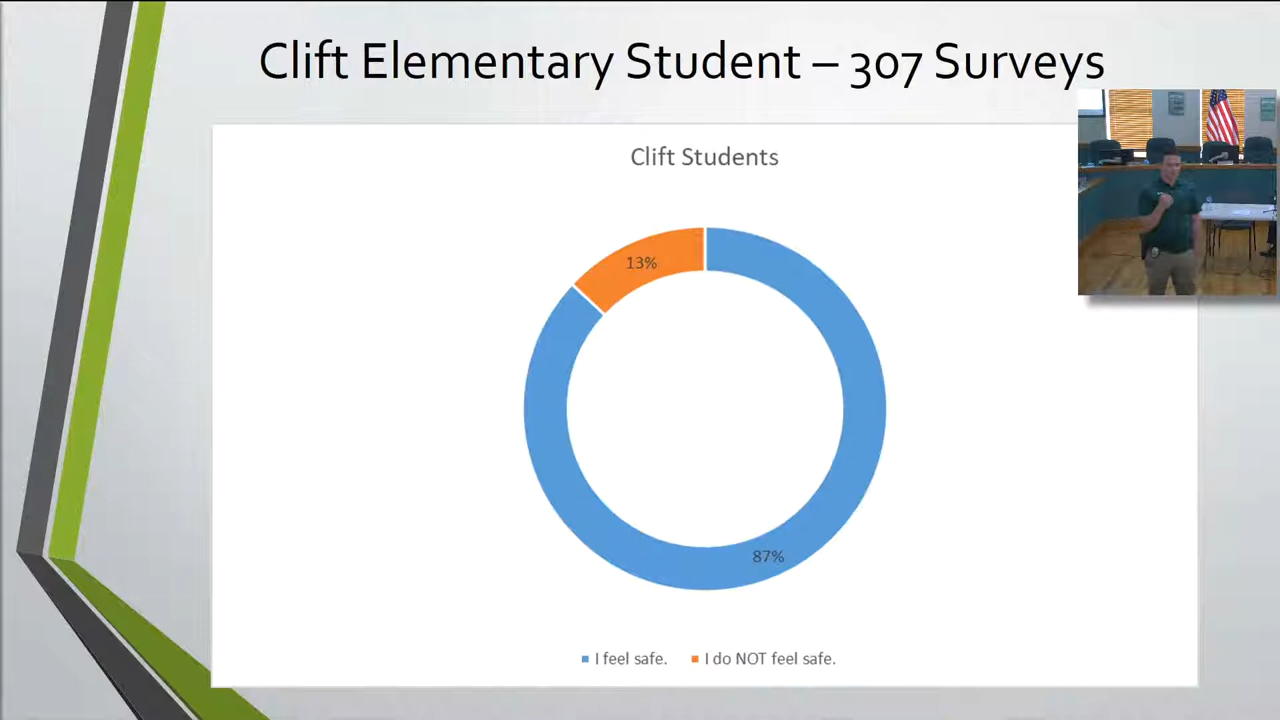 Clift Elementary Student – 307 Surveys
Clift Students
13%
87%
I feel safe.
I do NOT feel safe.